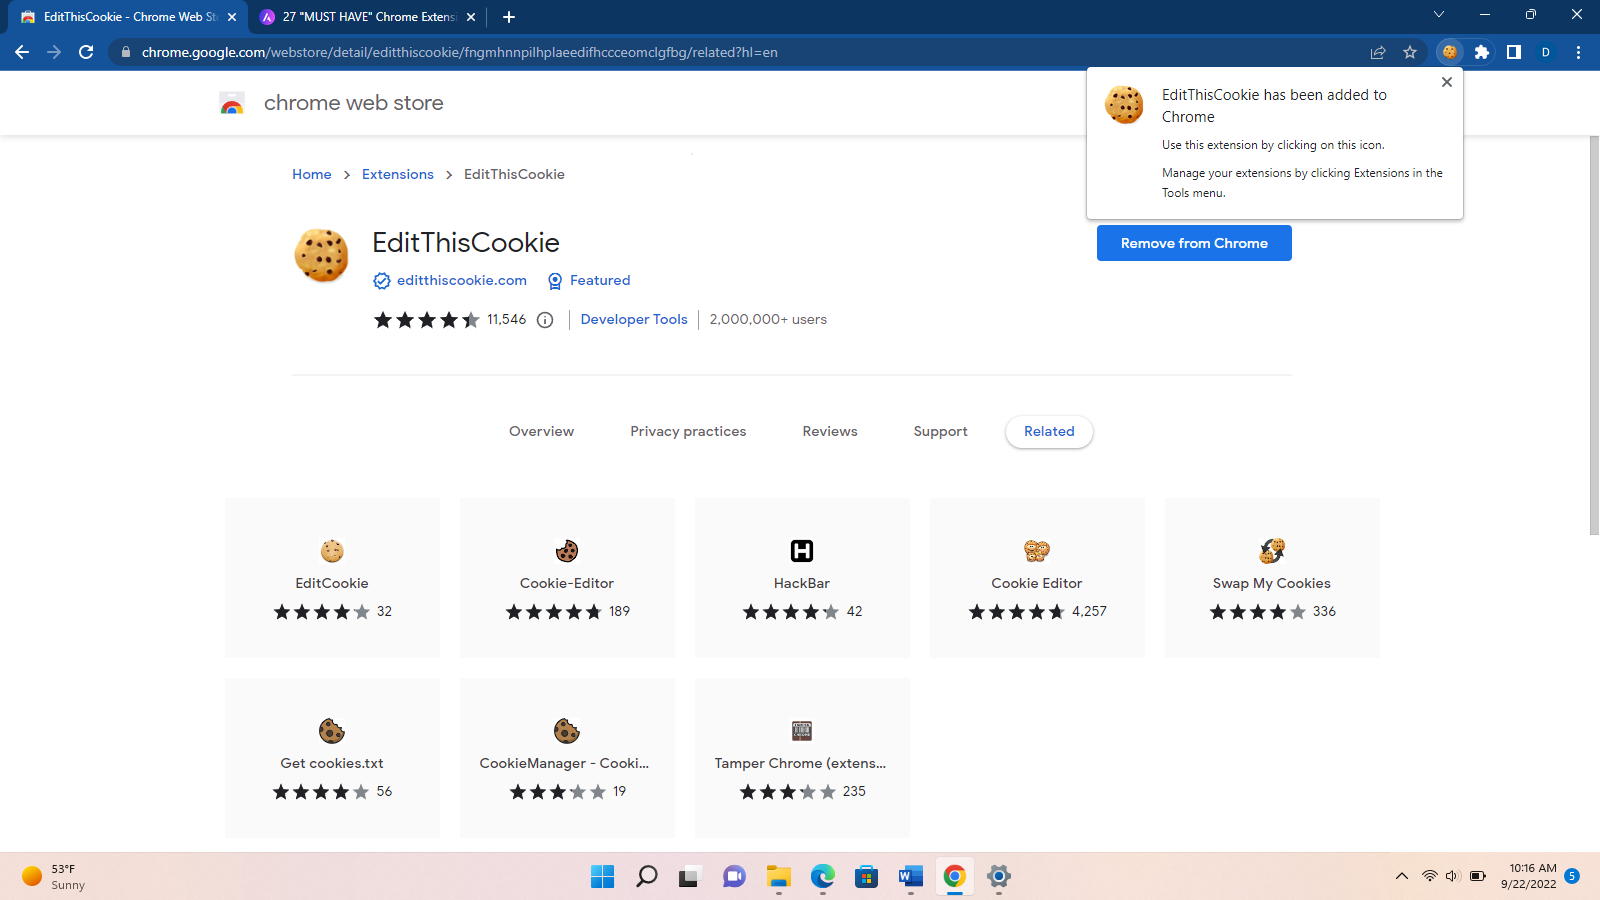 EditThisCookie - Chrome Web St
27 "MUST HAVE" Chrome Extensi
chrome.google.com/webstore/detail/editthiscookie/fngmhnnpilhplaeedifhccceomclgfbg/related?hl=en
D
chrome web store
EditThisCookie has been added to
Chrome
Use this extension by clicking on this icon.
Manage your extensions by clicking Extensions in the
Tools menu.
Home
Extensions
EditThisCookie
EditThisCookie
Remove from Chrome
editthiscookie.com
Featured
11,546
Developer Tools
2,000,000+ users
Overview
Privacy practices
Reviews
Support
Related
EditCookie
32
Cookie-Editor
189
HackBar
42
Cookie Editor
4,257
Swap My Cookies
336
Get cookies.txt
56
CookieManager - Cooki...
19
Tamper Chrome (extens...
235
53°F
Sunny
10:16 AM
9/22/2022
5